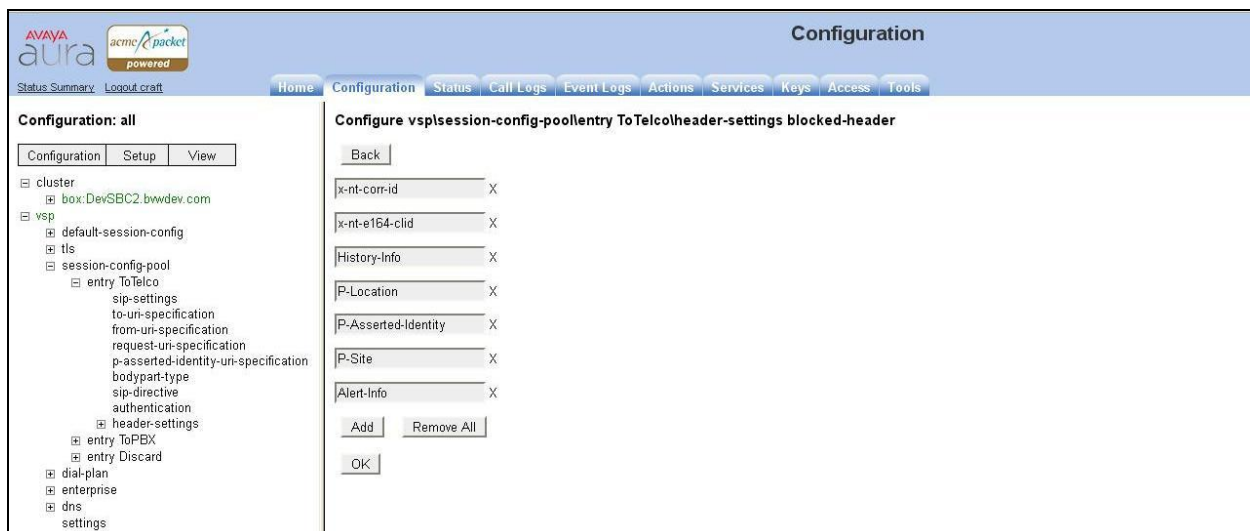 AVAYA
aura
acme packet
powered
Configuration
Status Summary Logout craft
Home Configuration Status Call Logs Event Logs Actions Services Keys Access Tools
Configuration: all
Configuration Setup View
cluster
box:DevSBC2.bvwdev.com
vsp
default-session-config
tls
session-config-pool
entry ToTelco
sip-settings
to-uri-specification
from-uri-specification
request-uri-specification
p-asserted-identity-uri-specification
bodypart-type
sip-directive
authentication
header-settings
entry ToPBX
entry Discard
dial-plan
enterprise
dns
settings
Configure vsp\session-config-pool\entry ToTelco\header-settings blocked-header
Back
x-nt-corr-id X
x-nt-e164-clid X
History-Info X
P-Location X
P-Asserted-Identity X
P-Site X
Alert-Info X
Add Remove All
OK